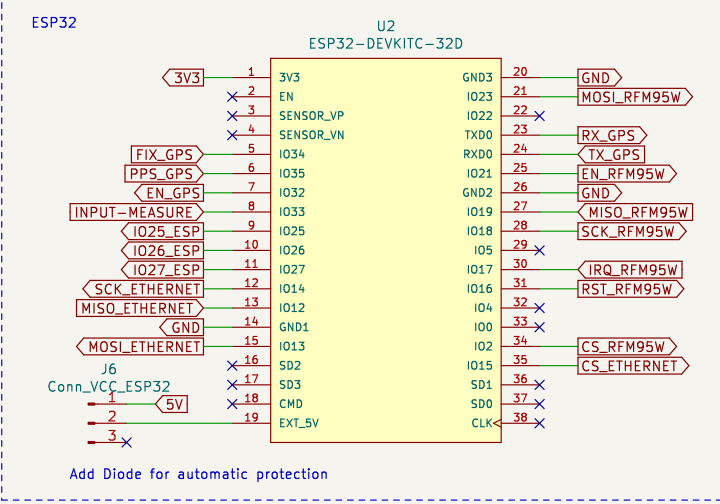 ESP32
U2
ESP32-DEVKITC-32D
3V3 1 3V3 GND3 20 GND
2 EN IO23 21 MOSI_RFM95W
3 SENSOR_VP IO22 22
4 SENSOR_VN TXD0 23 RX_GPS
FIX_GPS 5 IO34 RXD0 24 TX_GPS
PPS_GPS 6 IO35 IO21 25 EN_RFM95W
EN_GPS 7 IO32 GND2 26 GND
INPUT-MEASURE 8 IO33 IO19 27 MISO_RFM95W
IO25_ESP 9 IO25 IO18 28 SCK_RFM95W
IO26_ESP 10 IO26 IO5 29
IO27_ESP 11 IO27 IO17 30 IRQ_RFM95W
SCK_ETHERNET 12 IO14 IO16 31 RST_RFM95W
MISO_ETHERNET 13 IO12 IO4 32
GND 14 GND1 IO0 33
MOSI_ETHERNET 15 IO13 IO2 34 CS_RFM95W
J6 16 SD2 IO15 35 CS_ETHERNET
Conn_VCC_ESP32 17 SD3 SD1 36
1 5V 18 CMD SD0 37
2 19 EXT_5V CLK 38
3
Add Diode for automatic protection